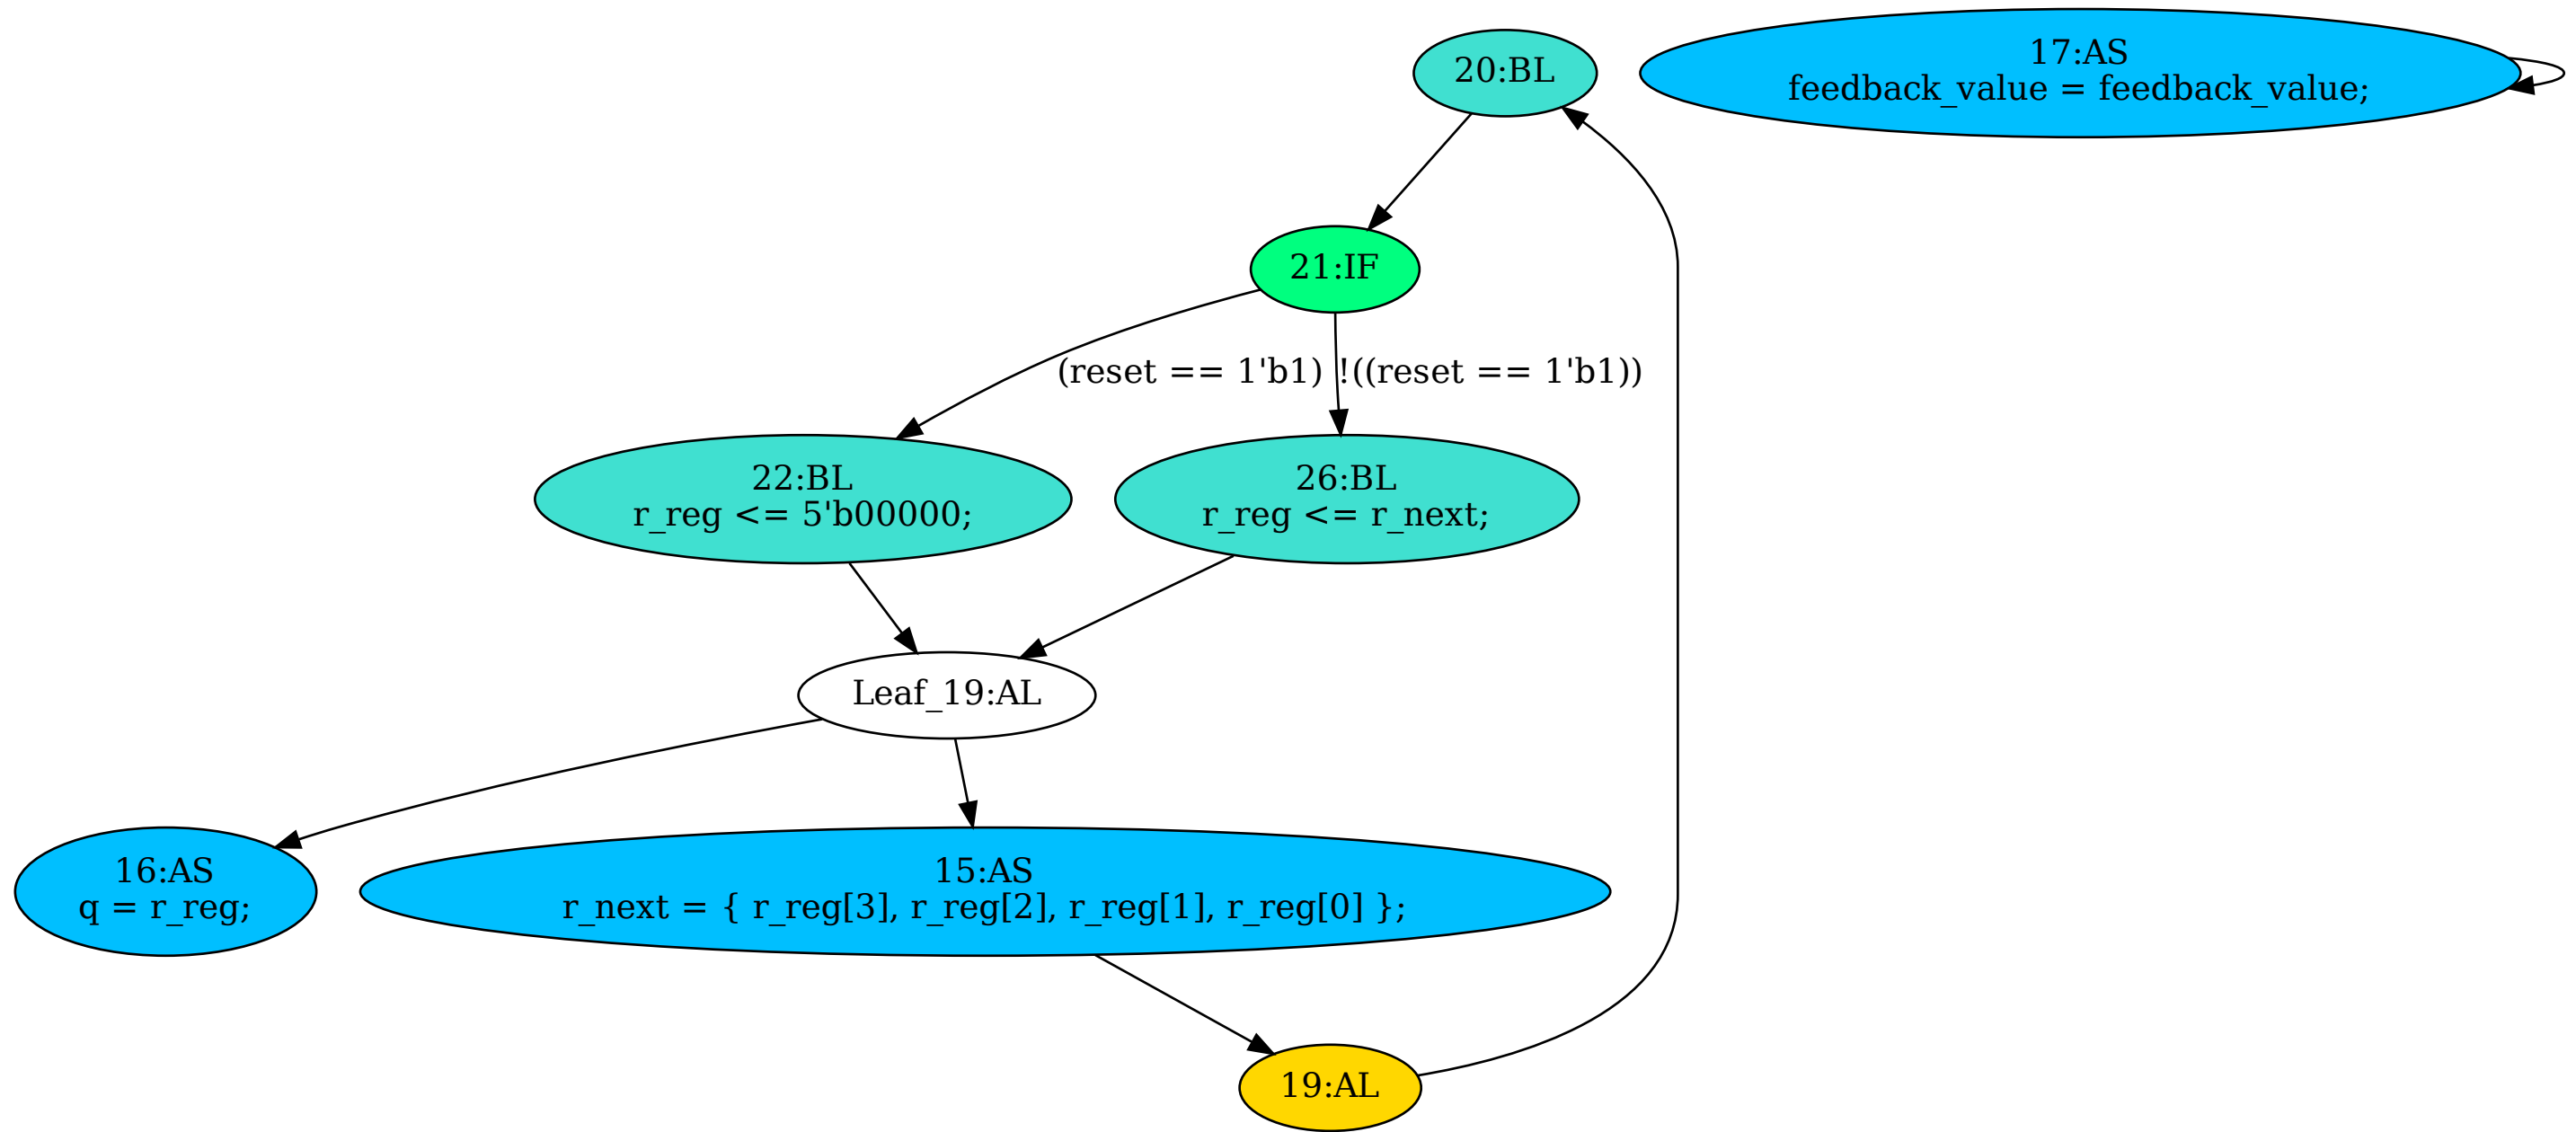 20:BL
17:AS
feedback_value = feedback_value;
21:IF
(reset == 1'b1)
!((reset == 1'b1))
22:BL
r_reg <= 5'b00000;
26:BL
r_reg <= r_next;
Leaf_19:AL
16:AS
q = r_reg;
15:AS
r_next = { r_reg[3], r_reg[2], r_reg[1], r_reg[0] };
19:AL